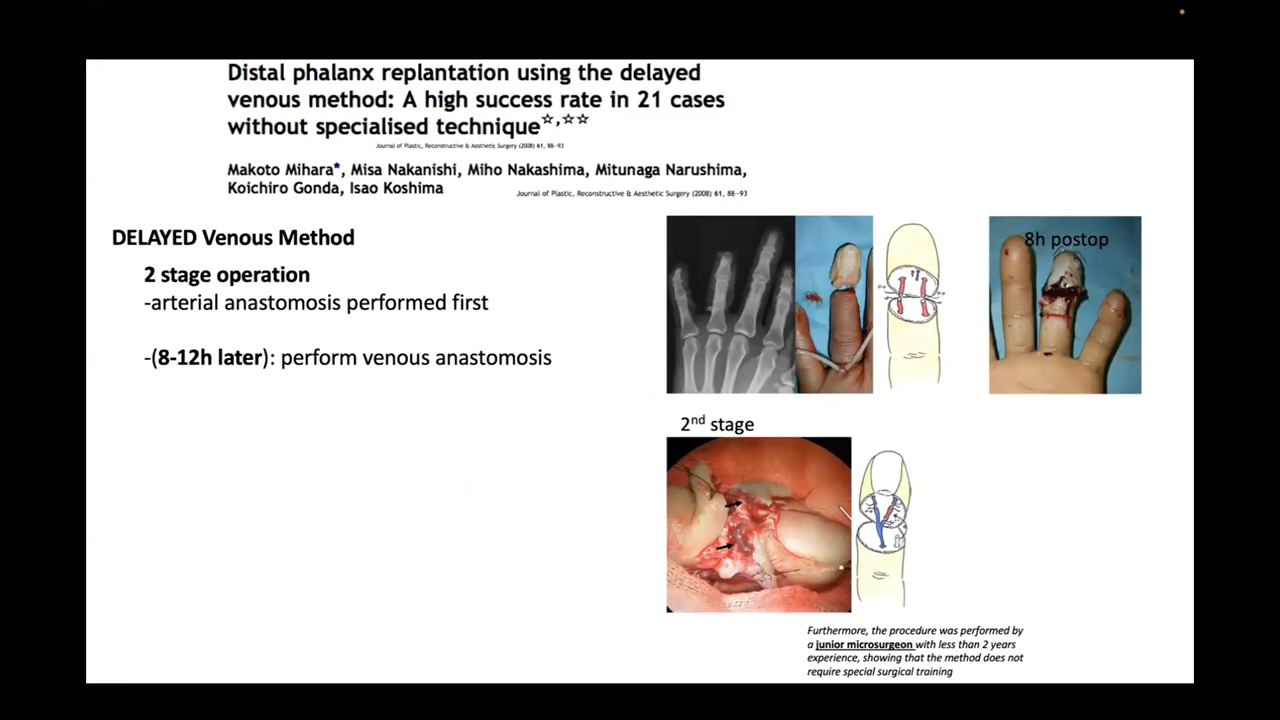 Distal phalanx replantation using the delayed
venous method: A high success rate in 21 cases
without specialised technique☆,☆☆
Journal of Plastic, Reconstructive & Aesthetic Surgery (2008) 61, 88–93
Makoto Mihara*, Misa Nakanishi, Miho Nakashima, Mitunaga Narushima,
Koichiro Gonda, Isao Koshima
Journal of Plastic, Reconstructive & Aesthetic Surgery (2008) 61, 88–93
DELAYED Venous Method
2 stage operation
-arterial anastomosis performed first
-(8-12h later): perform venous anastomosis
8h postop
2nd stage
Furthermore, the procedure was performed by
a junior microsurgeon with less than 2 years
experience, showing that the method does not
require special surgical training